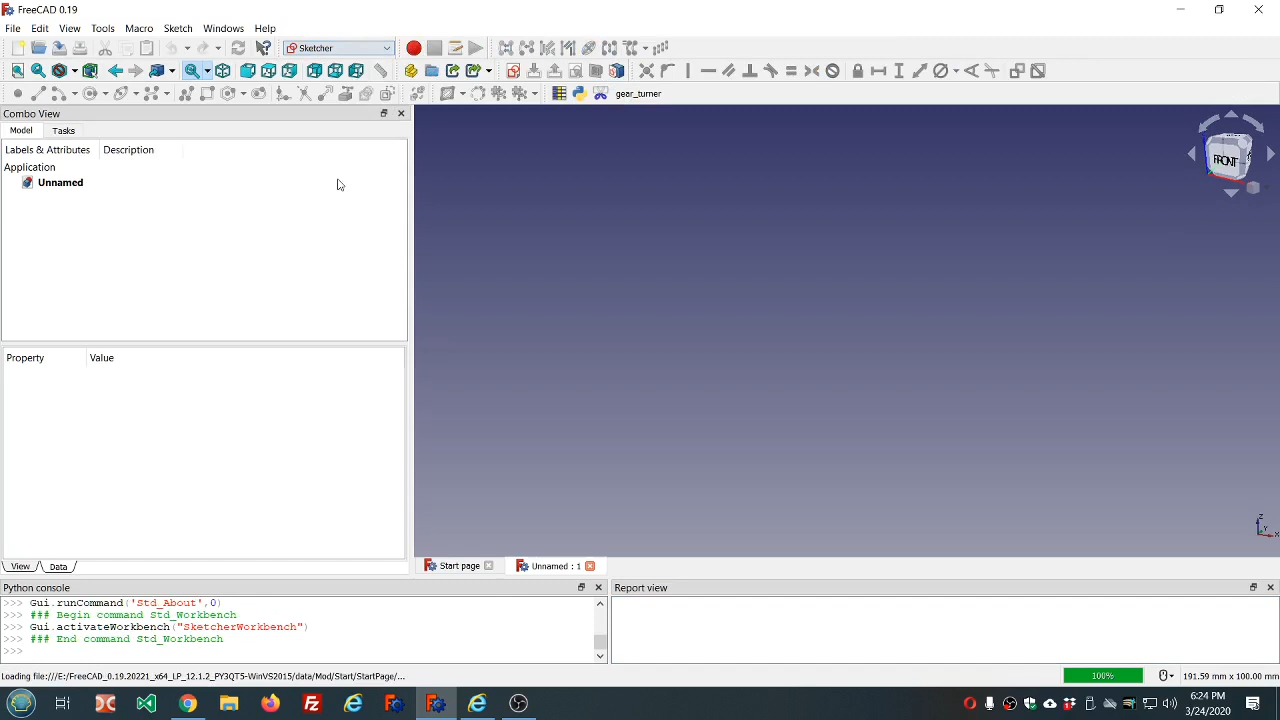 FreeCAD 0.19
File Edit View Tools Macro Sketch Windows Help
Sketcher
gear_turner
Combo View
Model Tasks
Labels & Attributes Description
Application
Unnamed
FRONT
Property Value
View Data
Start page Unnamed : 1
Z
Y
X
Python console Report view
>>> Gui.runCommand('Std_About',0)
>>> ### Begin command Std_Workbench
>>> Gui.activateWorkbench("SketcherWorkbench")
>>> ### End command Std_Workbench
>>>
Loading file:///E:/FreeCAD_0.19.20221_x64_LP_12.1.2_PY3QT5-WinVS2015/data/Mod/Start/StartPage/... 100% 191.59 mm x 100.00 mm
6:24 PM
3/24/2020